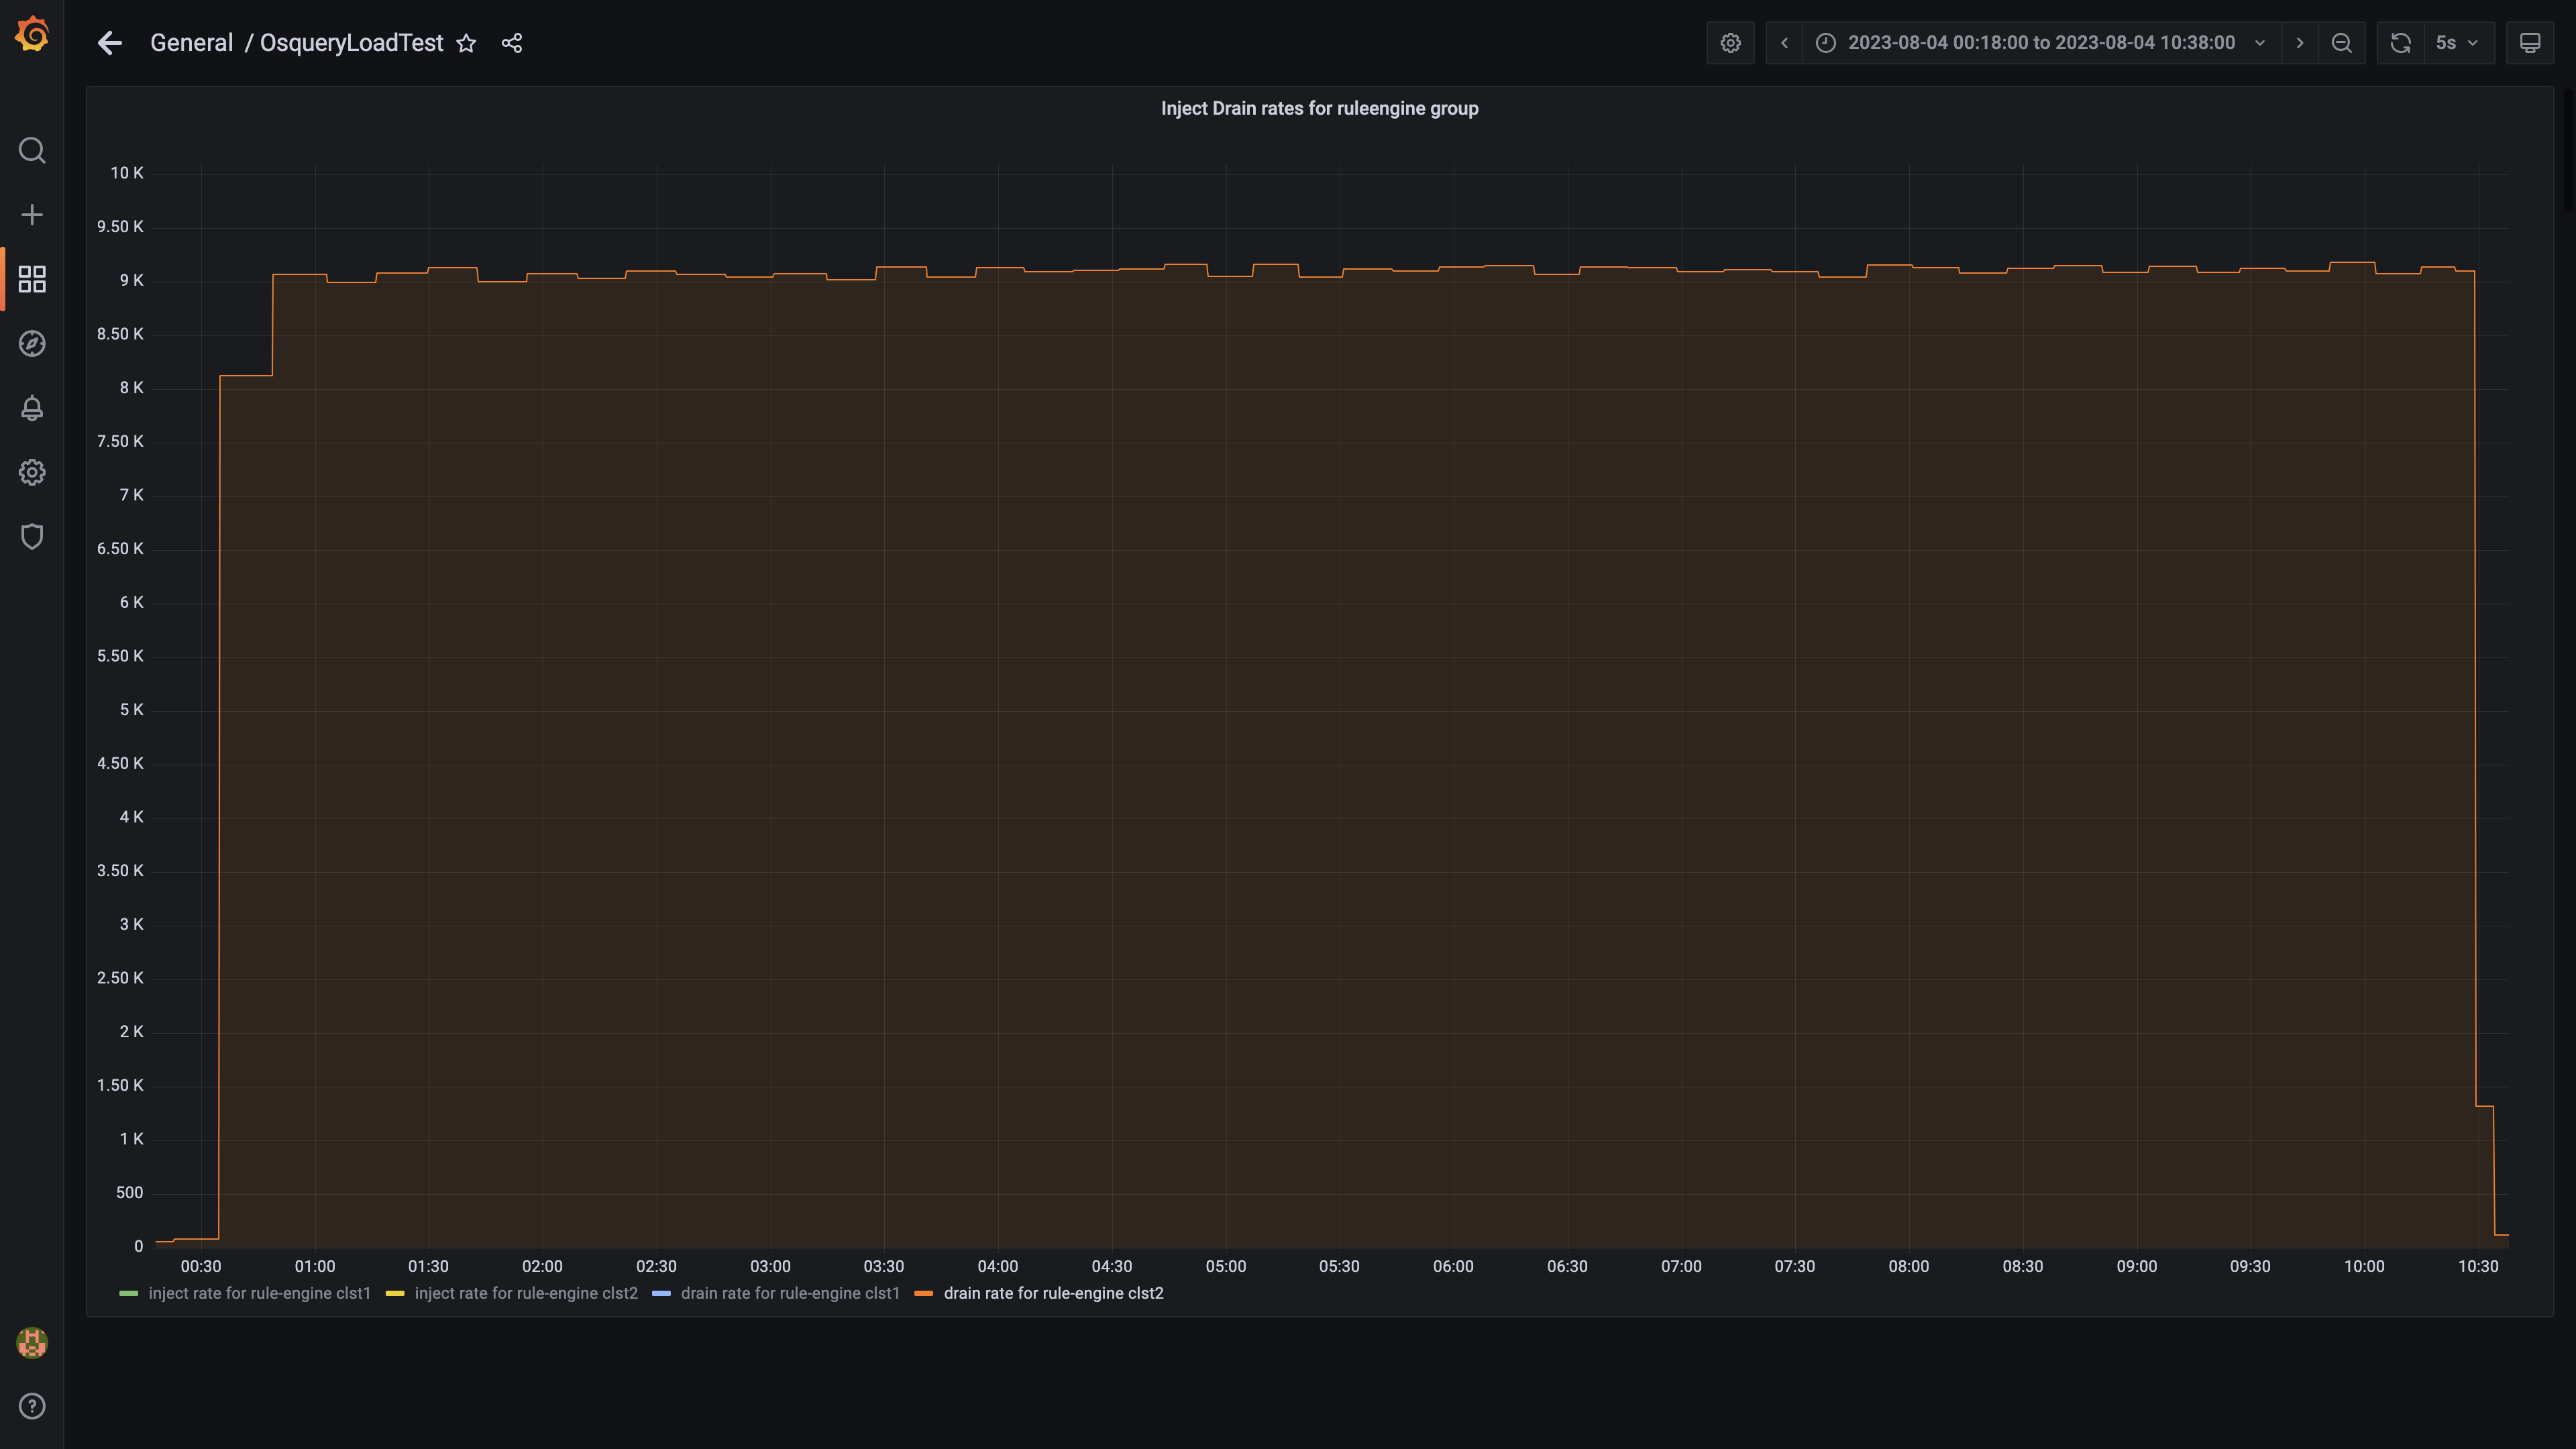 General / OsqueryLoadTest
2023-08-04 00:18:00 to 2023-08-04 10:38:00
5s
Inject Drain rates for ruleengine group
10 K
9.50 K
9 K
8.50 K
8 K
7.50 K
7 K
6.50 K
6 K
5.50 K
5 K
4.50 K
4 K
3.50 K
3 K
2.50 K
2 K
1.50 K
1 K
500
0
00:30 01:00 01:30 02:00 02:30 03:00 03:30 04:00 04:30 05:00 05:30 06:00 06:30 07:00 07:30 08:00 08:30 09:00 09:30 10:00 10:30
inject rate for rule-engine clst1 inject rate for rule-engine clst2 drain rate for rule-engine clst1 drain rate for rule-engine clst2